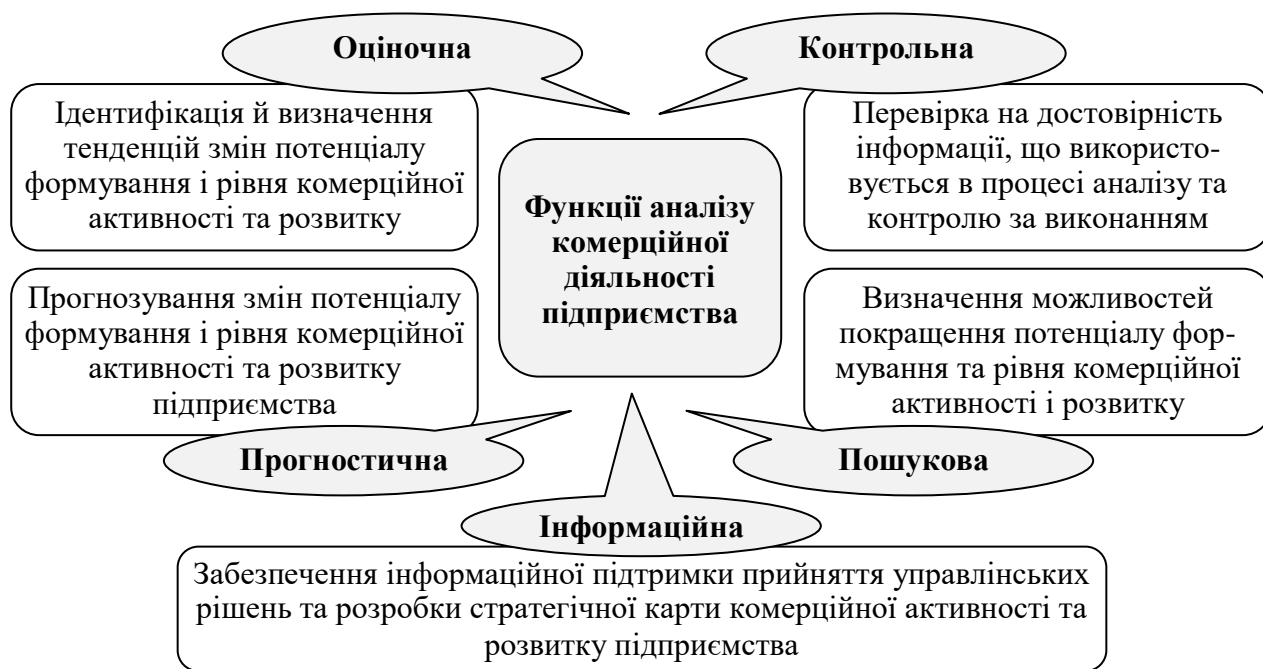 Оціночна
Контрольна
Ідентифікація й визначення
тенденцій змін потенціалу
формування і рівня комерційної
активності та розвитку
Перевірка на достовірність
інформації, що використо-
вується в процесі аналізу та
контролю за виконанням
Функції аналізу
комерційної
діяльності
підприємства
Прогнозування змін потенціалу
формування і рівня комерційної
активності та розвитку
підприємства
Визначення можливостей
покращення потенціалу фор-
мування та рівня комерційної
активності і розвитку
Прогностична
Пошукова
Інформаційна
Забезпечення інформаційної підтримки прийняття управлінських
рішень та розробки стратегічної карти комерційної активності та
розвитку підприємства